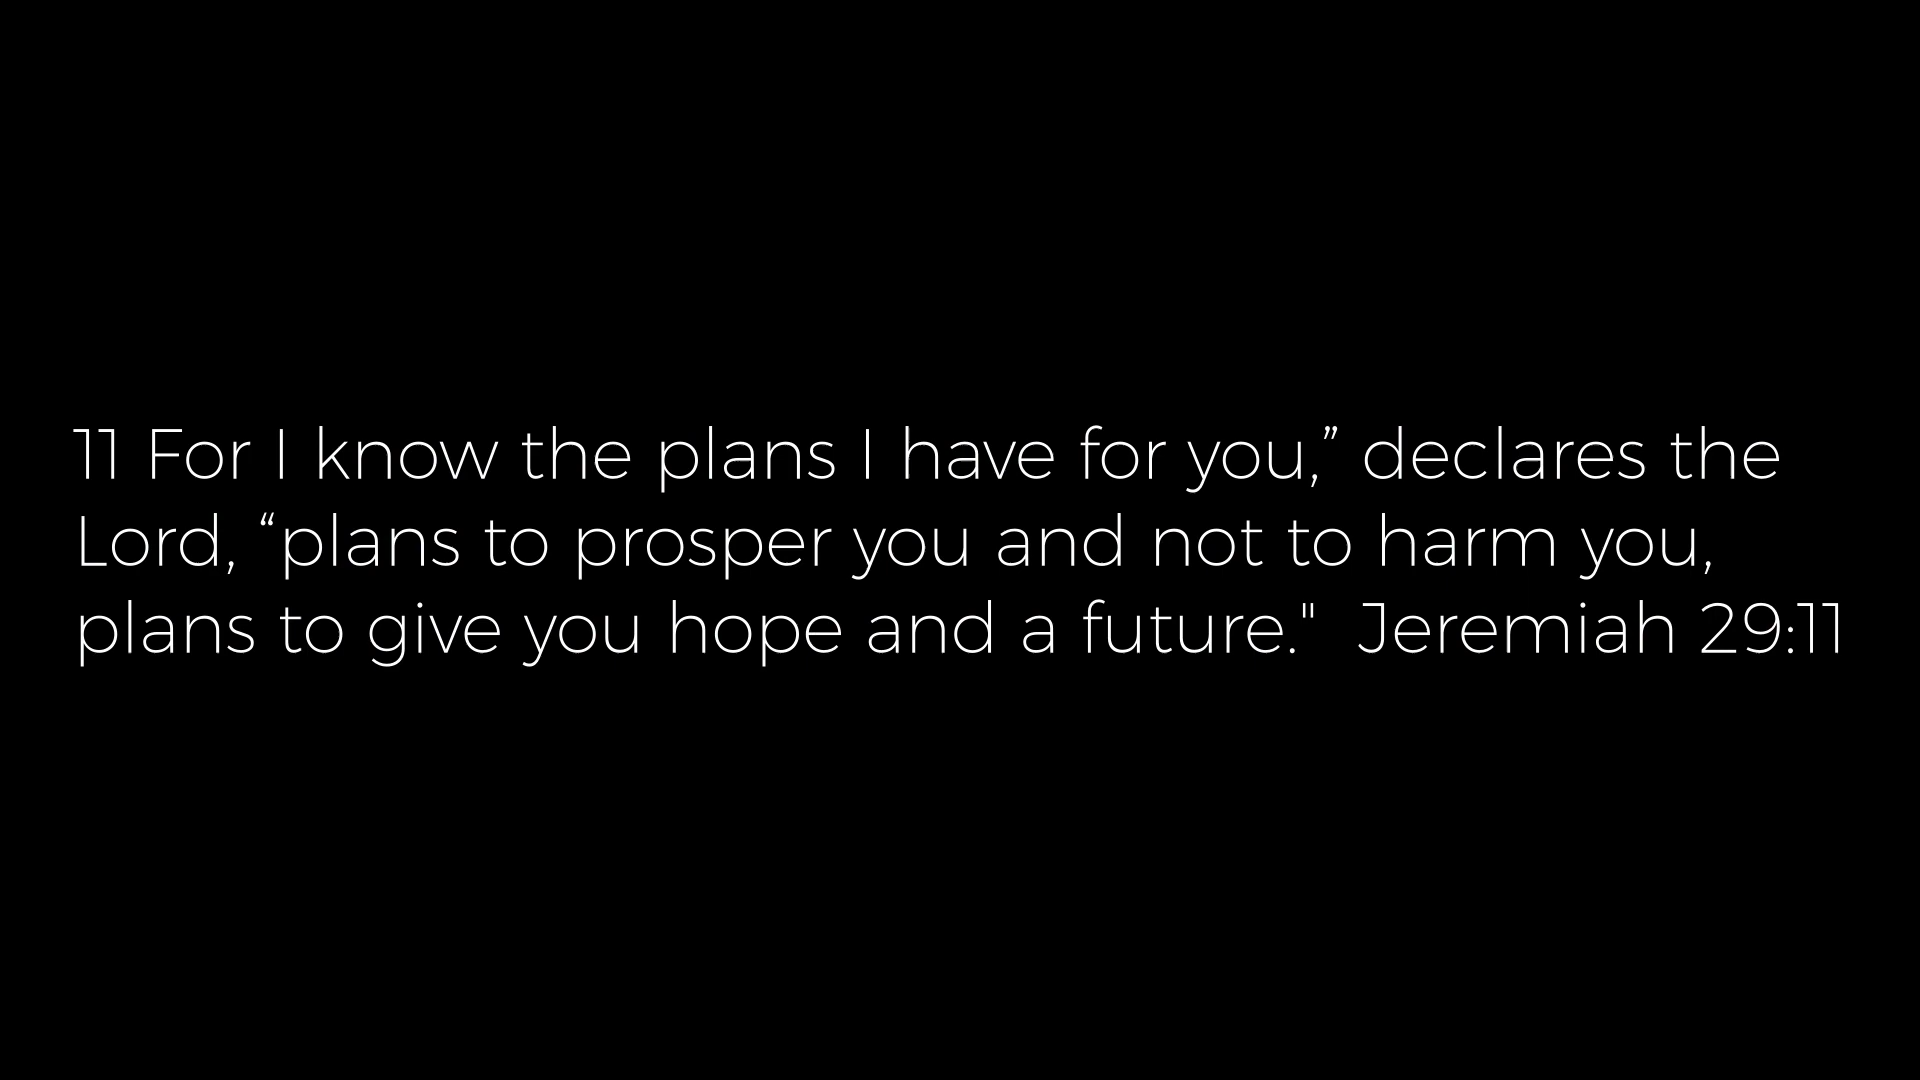 11 For I know the plans I have for you,” declares the
Lord, “plans to prosper you and not to harm you,
plans to give you hope and a future."  Jeremiah 29:11